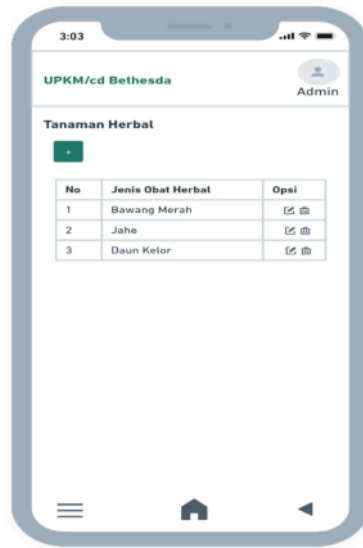 3:03
UPKM/cd Bethesda
Admin
Tanaman Herbal
+
No Jenis Obat Herbal Opsi
1 Bawang Merah
2 Jahe
3 Daun Kelor